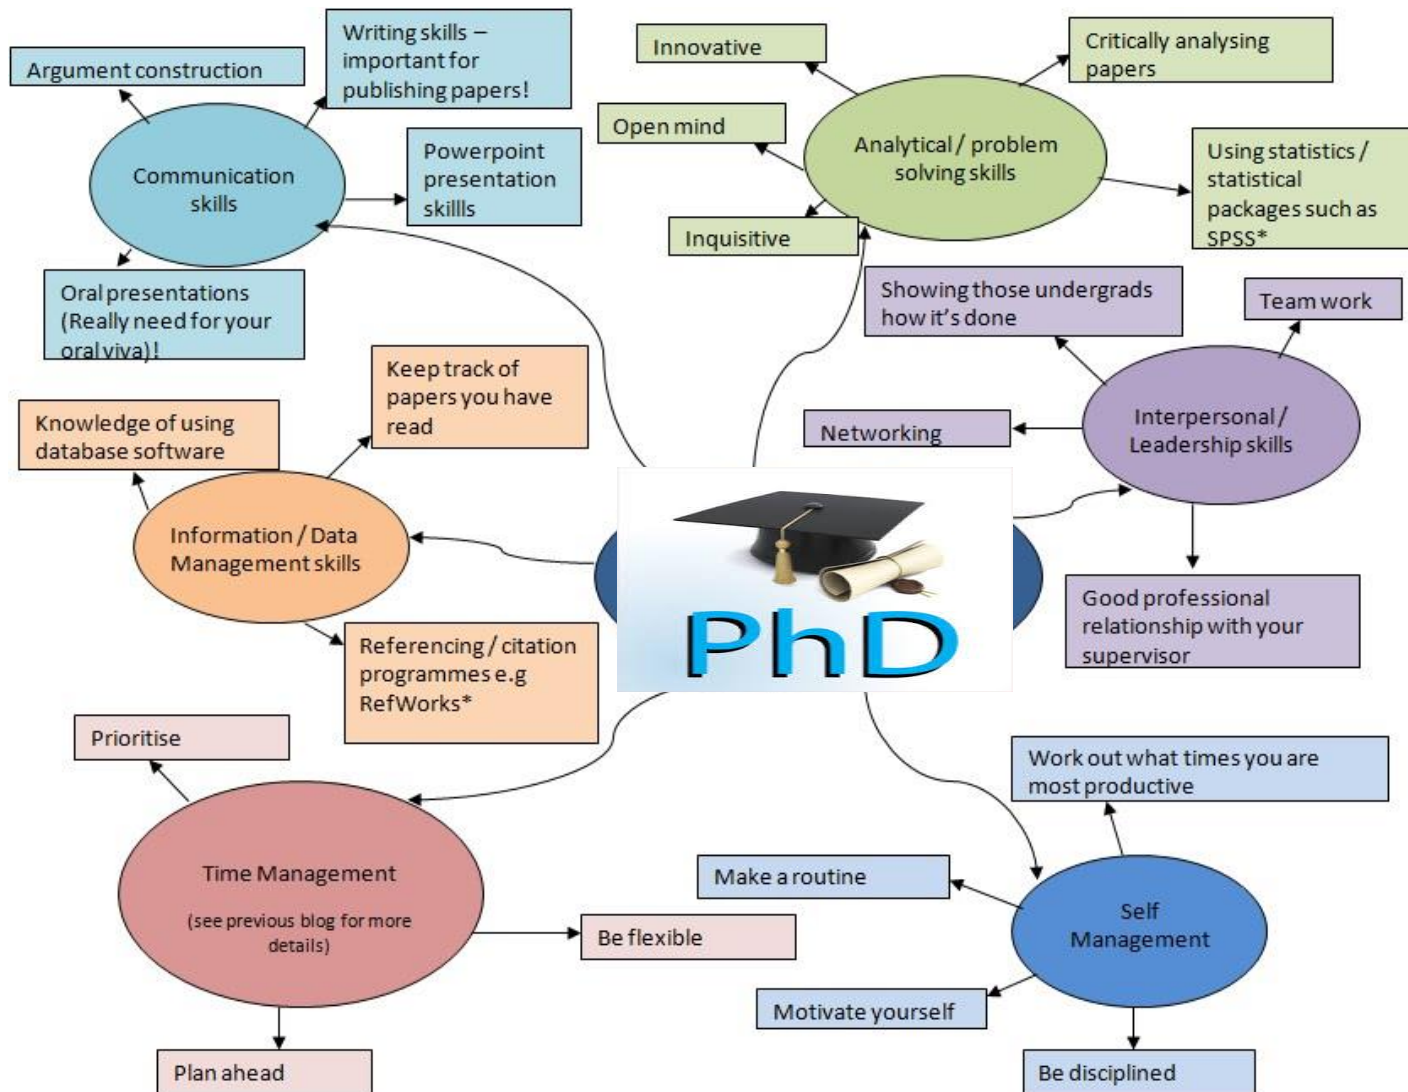 Argument construction
Writing skills –
important for
publishing papers!
Communication
skills
Powerpoint
presentation
skillls
Oral presentations
(Really need for your
oral viva)!
Innovative
Critically analysing
papers
Open mind
Analytical / problem
solving skills
Using statistics /
statistical
packages such as
SPSS*
Inquisitive
Showing those undergrads
how it's done
Team work
Interpersonal /
Leadership skills
Networking
Good professional
relationship with your
supervisor
Keep track of
papers you have
read
Knowledge of using
database software
Information / Data
Management skills
Referencing / citation
programmes e.g
RefWorks*
PhD
Prioritise
Time Management
(see previous blog for more
details)
Be flexible
Plan ahead
Work out what times you are
most productive
Make a routine
Self
Management
Motivate yourself
Be disciplined